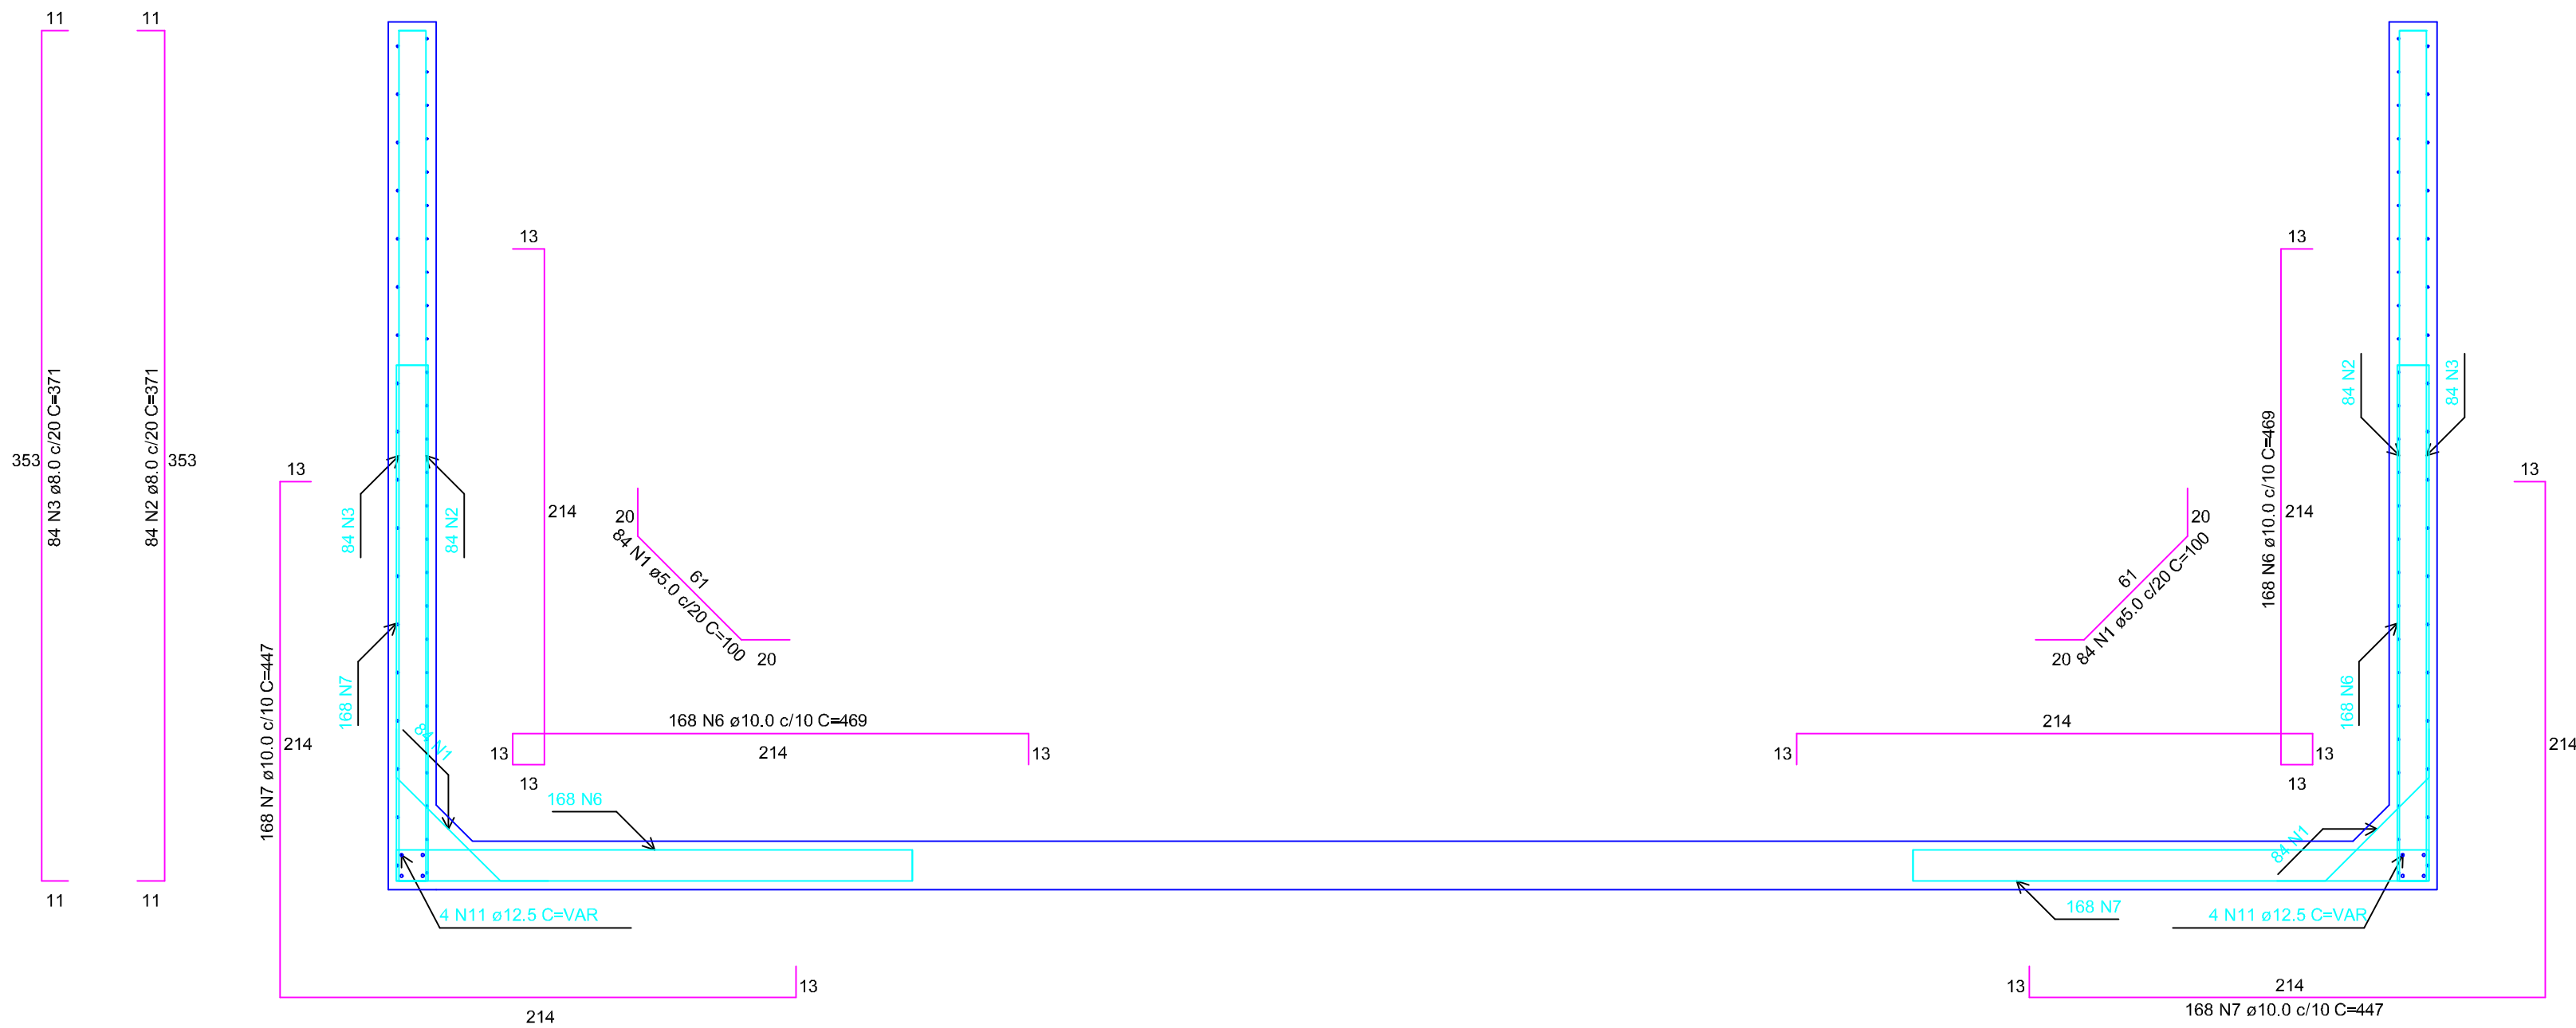 11
11
353
84 N3 ø8.0 c/20 C=371
84 N2 ø8.0 c/20 C=371
353
11
11
13
168 N7 ø10.0 c/10 C=447
214
13
214
84 N3
84 N2
168 N7
84 N1
13
214
13
13
168 N6 ø10.0 c/10 C=469
214
13
168 N6
4 N11 ø12.5 C=VAR
20
61
84 N1 ø5.0 c/20 C=100
20
20
61
84 N1 ø5.0 c/20 C=100
20
13
168 N6 ø10.0 c/10 C=469
214
214
13
13
13
84 N2
84 N3
168 N6
84 N1
168 N7
4 N11 ø12.5 C=VAR
13
214
13
214
168 N7 ø10.0 c/10 C=447